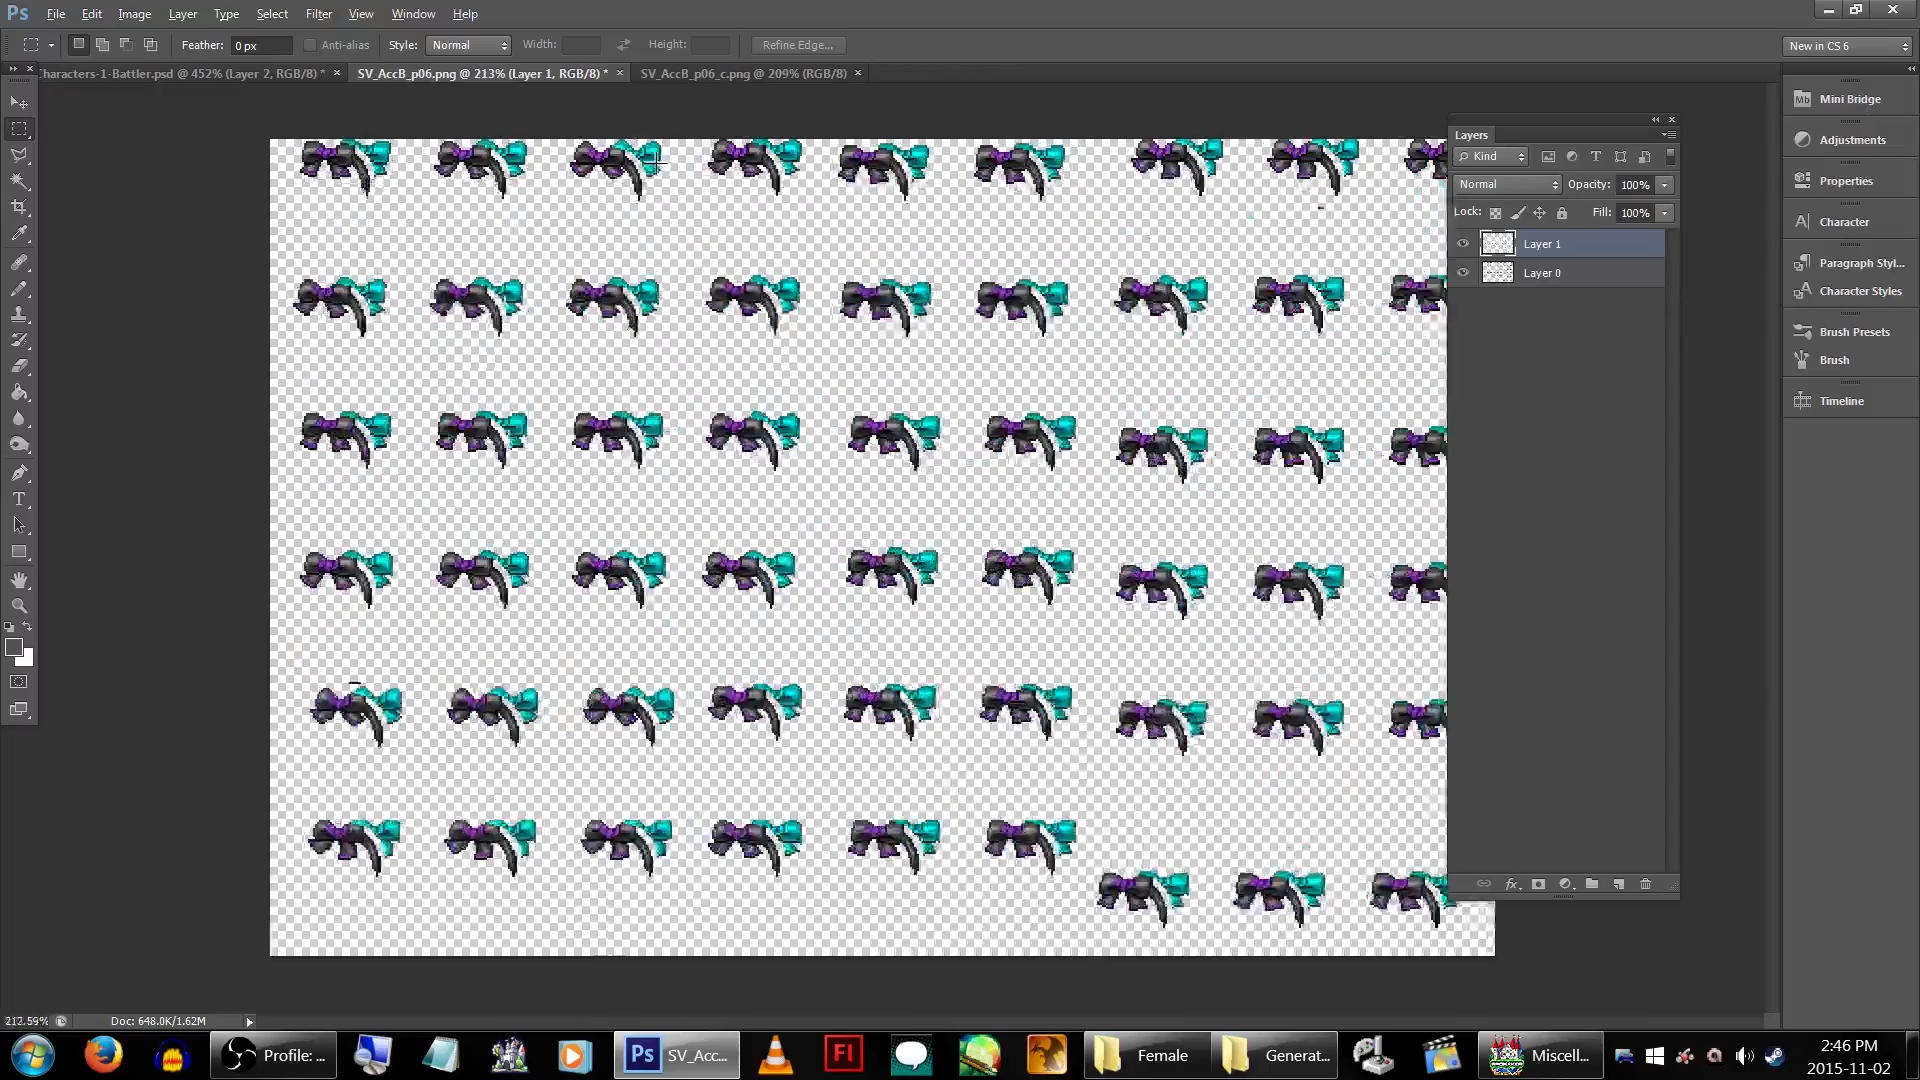 Ps File Edit Image Layer Type Select Filter View Window Help
Feather: 0 px Anti-alias Style: Normal Width: Height: Refine Edge... New in CS 6
haracters-1-Battler.psd @ 452% (Layer 2, RGB/8) * × SV_AccB_p06.png @ 213% (Layer 1, RGB/8) * × SV_AccB_p06_c.png @ 209% (RGB/8) ×
Layers
Kind
Normal Opacity: 100%
Lock: Fill: 100%
Layer 1
Layer 0
fx
Mb Mini Bridge
Adjustments
Properties
Character
Paragraph Styl...
Character Styles
Brush Presets
Brush
Timeline
212.59% Doc: 648.0K/1.62M
Profile: ... Ps SV_Acc... Fl Female Generat... Miscell...
2:46 PM
2015-11-02